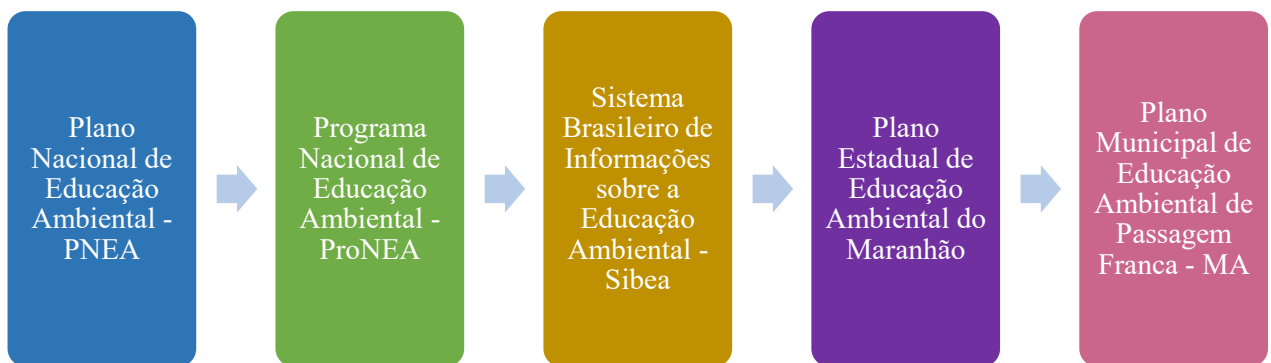 Plano
Nacional de
Educação
Ambiental -
PNEA
Programa
Nacional de
Educação
Ambiental -
ProNEA
Sistema
Brasileiro de
Informações
sobre a
Educação
Ambiental -
Sibea
Plano
Estadual de
Educação
Ambiental do
Maranhão
Plano
Municipal de
Educação
Ambiental de
Passagem
Franca - MA